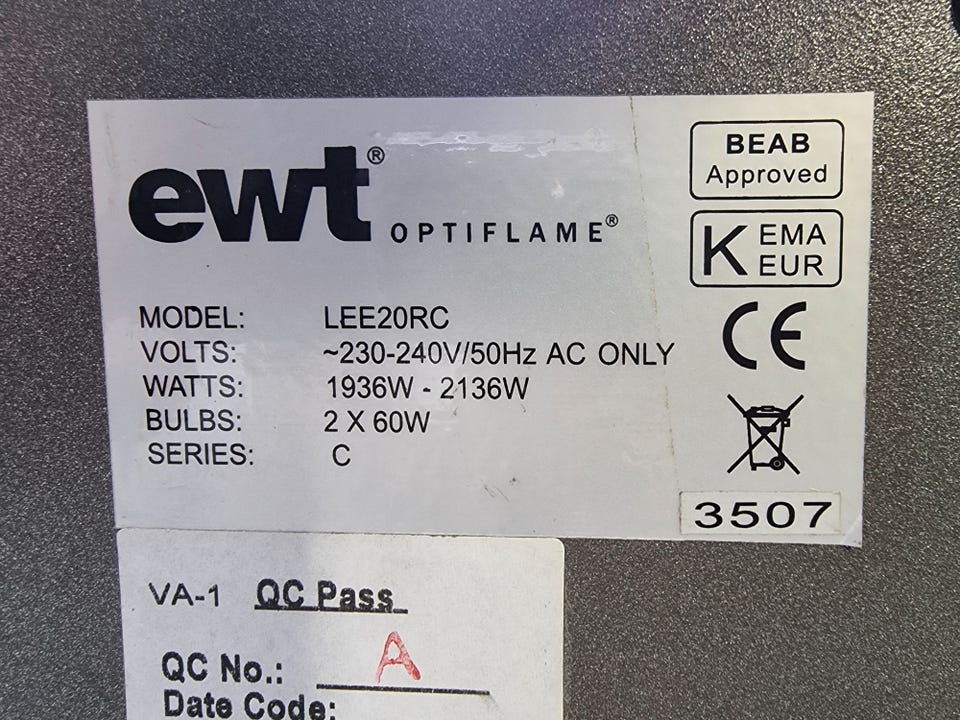 ewt® OPTIFLAME®
BEAB
Approved
K EMA
EUR
CE
MODEL: LEE20RC
VOLTS: ~230-240V/50Hz AC ONLY
WATTS: 1936W - 2136W
BULBS: 2 X 60W
SERIES: C
3507
VA-1 QC Pass
QC No.: A
Date Code: